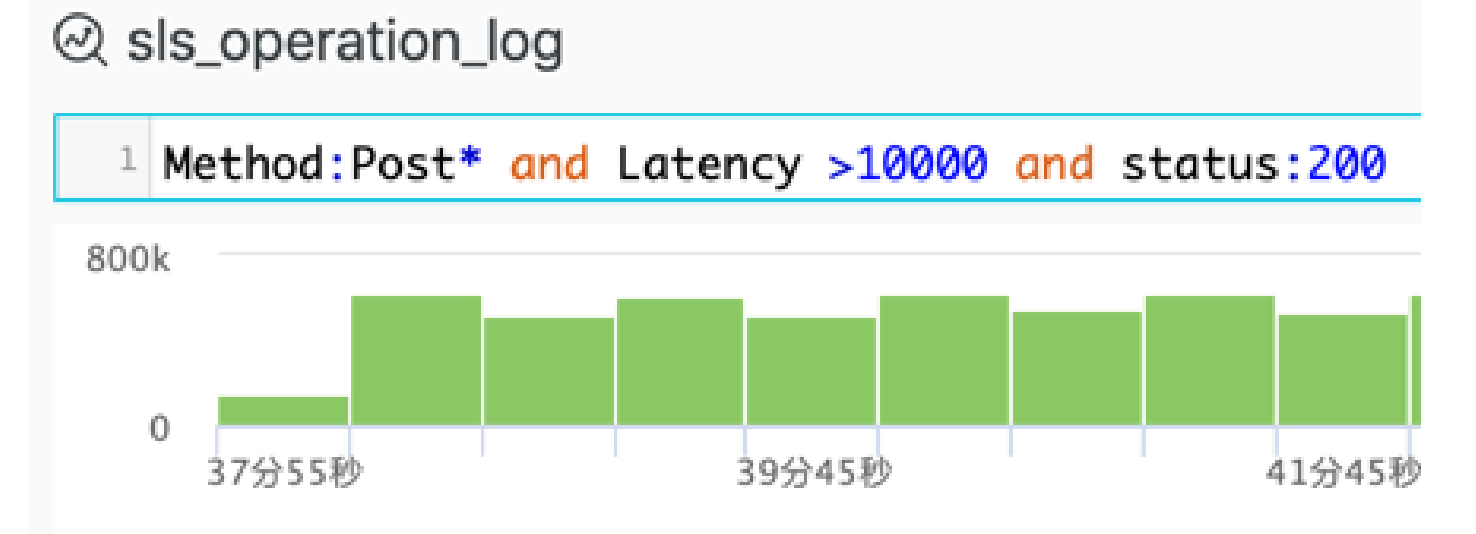 sls_operation_log
1 Method:Post* and Latency >10000 and status:200
800k
0
37分55秒 39分45秒 41分45秒